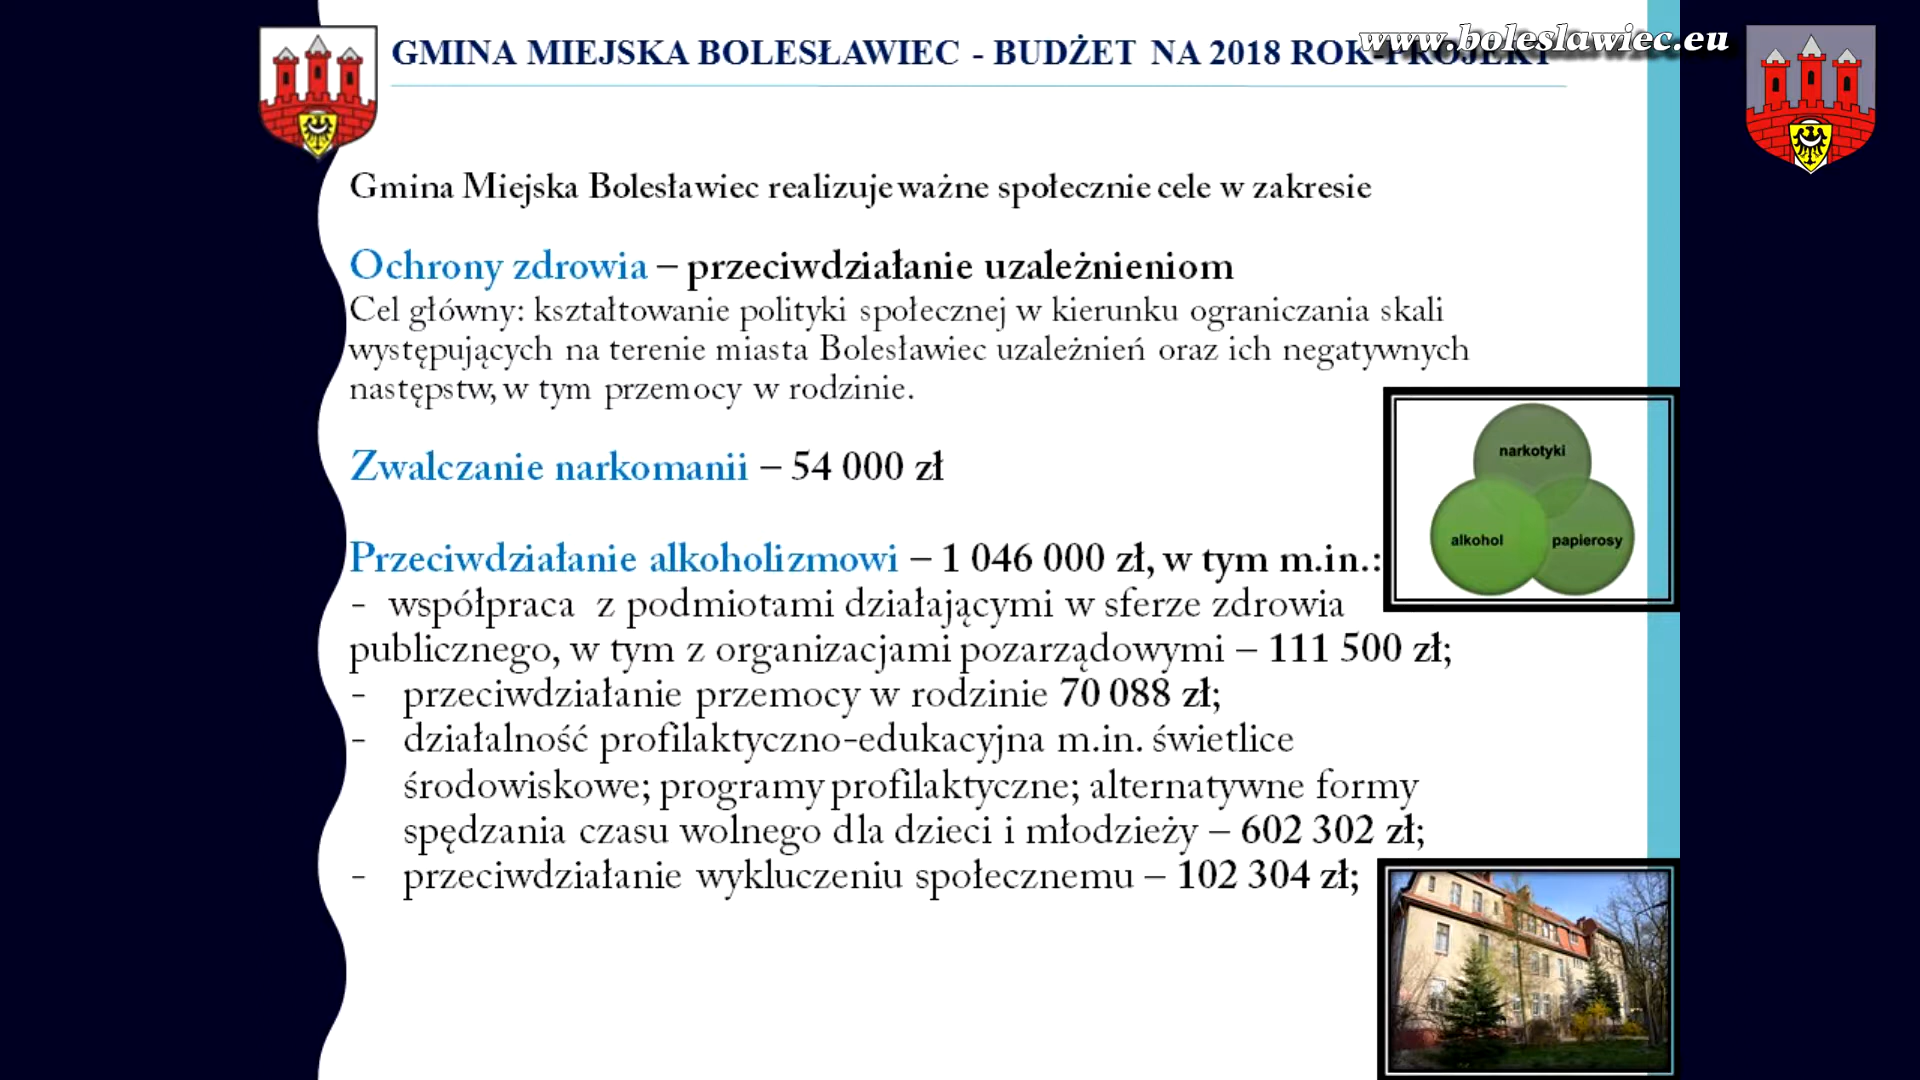 GMINA MIEJSKA BOLESŁAWIEC - BUDŻET NA 2018 ROK-PROJEKT
www.boleslawiec.eu
Gmina Miejska Bolesławiec realizuje ważne społecznie cele w zakresie
Ochrony zdrowia – przeciwdziałanie uzależnieniom
Cel główny: kształtowanie polityki społecznej w kierunku ograniczania skali
występujących na terenie miasta Bolesławiec uzależnień oraz ich negatywnych
następstw, w tym przemocy w rodzinie.
narkotyki
Zwalczanie narkomanii – 54 000 zł
alkohol papierosy
Przeciwdziałanie alkoholizmowi – 1 046 000 zł, w tym m.in.:
- współpraca z podmiotami działającymi w sferze zdrowia
publicznego, w tym z organizacjami pozarządowymi – 111 500 zł;
- przeciwdziałanie przemocy w rodzinie 70 088 zł;
- działalność profilaktyczno-edukacyjna m.in. świetlice
środowiskowe; programy profilaktyczne; alternatywne formy
spędzania czasu wolnego dla dzieci i młodzieży – 602 302 zł;
- przeciwdziałanie wykluczeniu społecznemu – 102 304 zł;